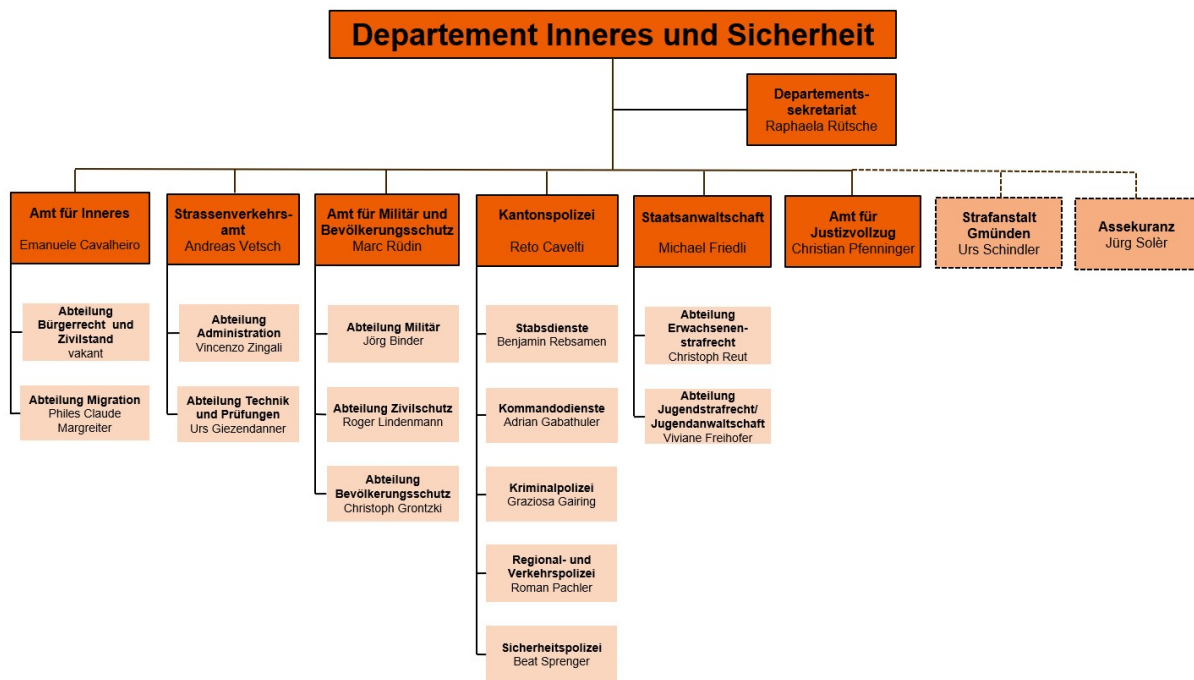 Departement Inneres und Sicherheit
Departements-
sekretariat
Raphaela Rütsche
Amt für Inneres
Emanuele Cavalheiro
Strassenverkehrs-
amt
Andreas Vetsch
Amt für Militär und
Bevölkerungsschutz
Marc Rüdin
Kantonspolizei
Reto Cavelti
Staatsanwaltschaft
Michael Friedli
Amt für
Justizvollzug
Christian Pfenninger
Strafanstalt
Gmünden
Urs Schindler
Assekuranz
Jürg Solèr
Abteilung
Bürgerrecht und
Zivilstand
vakant
Abteilung Migration
Philes Claude
Margreiter
Abteilung
Administration
Vincenzo Zingali
Abteilung Technik
und Prüfungen
Urs Giezendanner
Abteilung Militär
Jörg Binder
Abteilung Zivilschutz
Roger Lindenmann
Abteilung
Bevölkerungsschutz
Christoph Grontzki
Stabsdienste
Benjamin Rebsamen
Kommandodienste
Adrian Gabathuler
Kriminalpolizei
Graziosa Gairing
Regional- und
Verkehrspolizei
Roman Pachler
Sicherheitspolizei
Beat Sprenger
Abteilung
Erwachsenen-
strafrecht
Christoph Reut
Abteilung
Jugendstrafrecht/
Jugendanwaltschaft
Viviane Freihofer